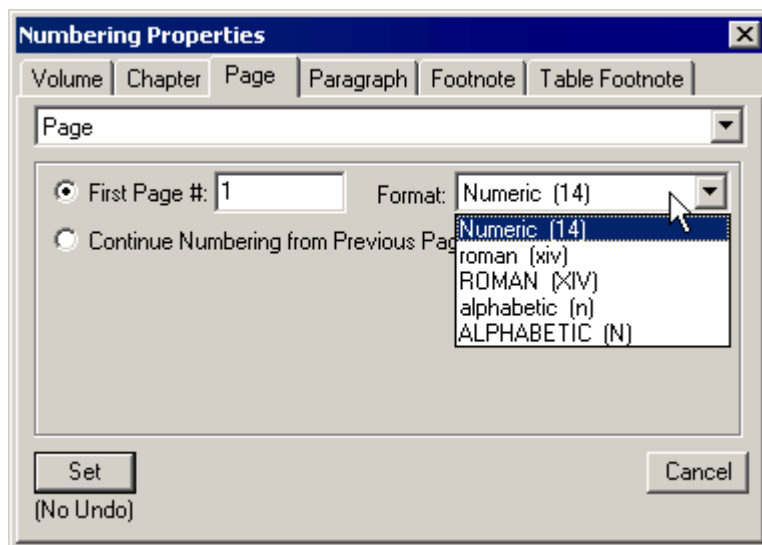 Numbering Properties
Volume Chapter Page Paragraph Footnote Table Footnote
Page
First Page #: 1 Format: Numeric (14)
Numeric (14)
Continue Numbering from Previous Pag
roman (xiv)
ROMAN (XIV)
alphabetic (n)
ALPHABETIC (N)
Set Cancel
(No Undo)